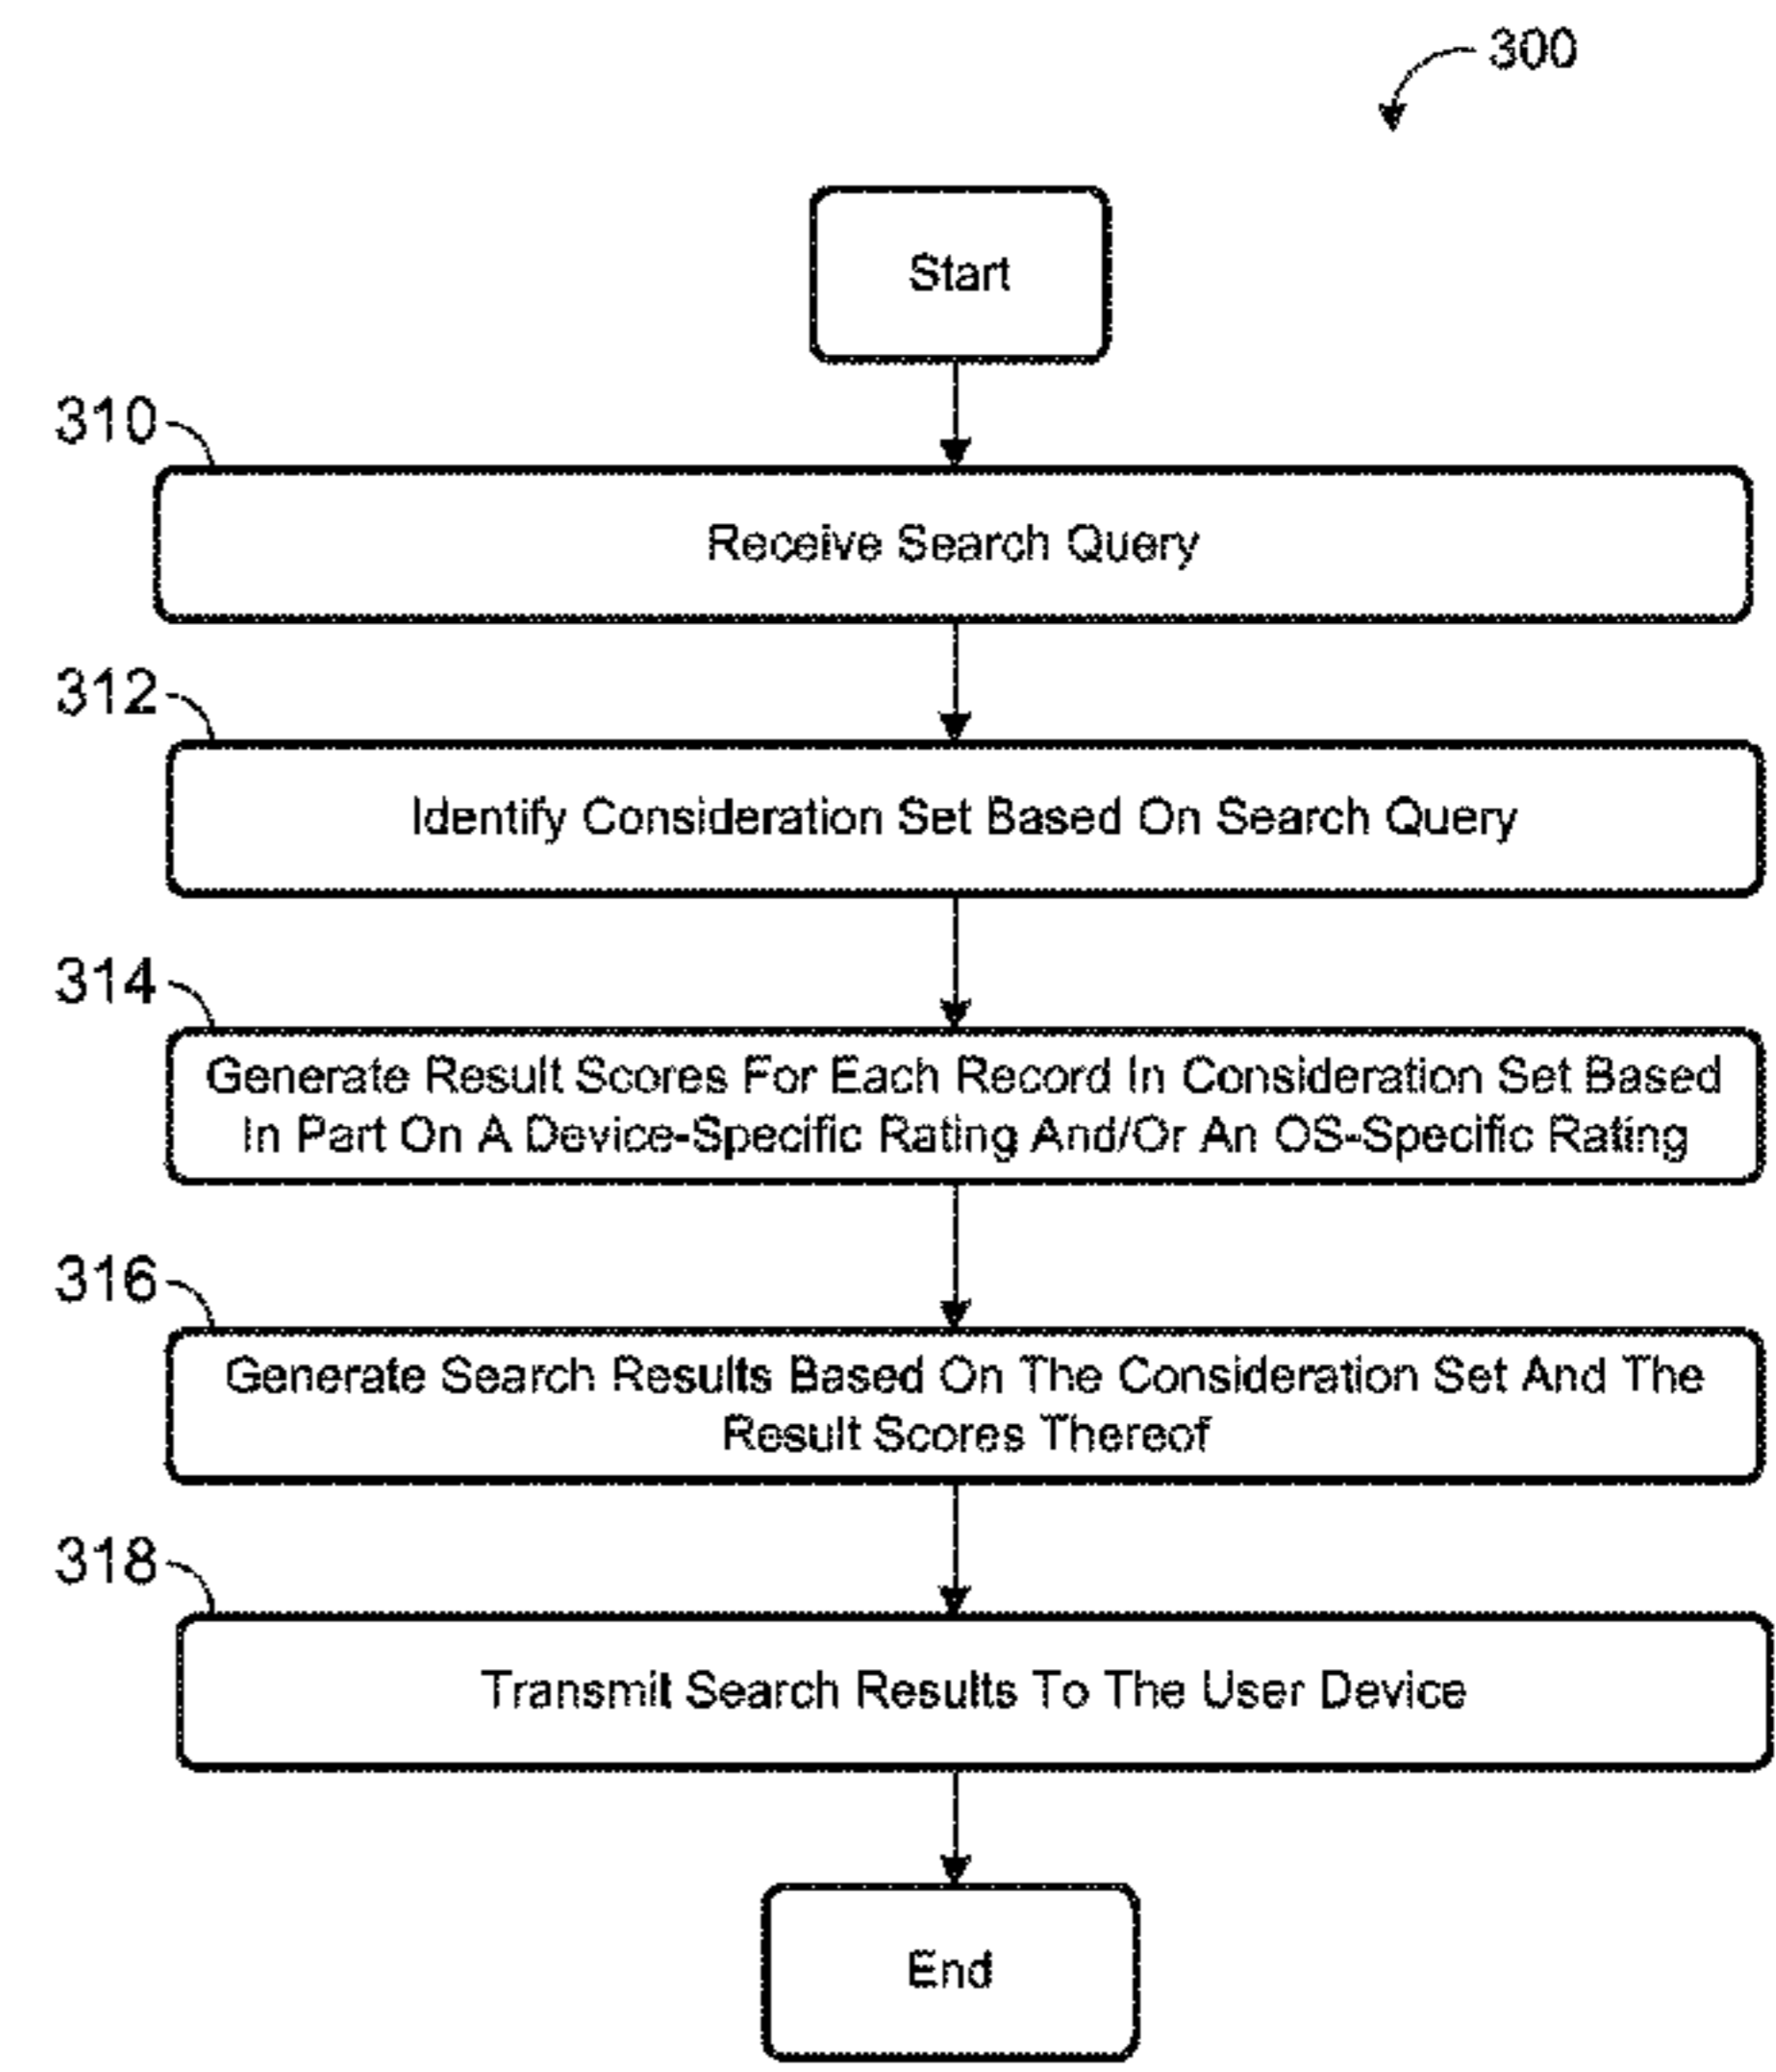 300
Start
310
Receive Search Query
312
Identify Consideration Set Based On Search Query
314
Generate Result Scores For Each Record In Consideration Set Based
In Part On A Device-Specific Rating And/Or An OS-Specific Rating
316
Generate Search Results Based On The Consideration Set And The
Result Scores Thereof
318
Transmit Search Results To The User Device
End